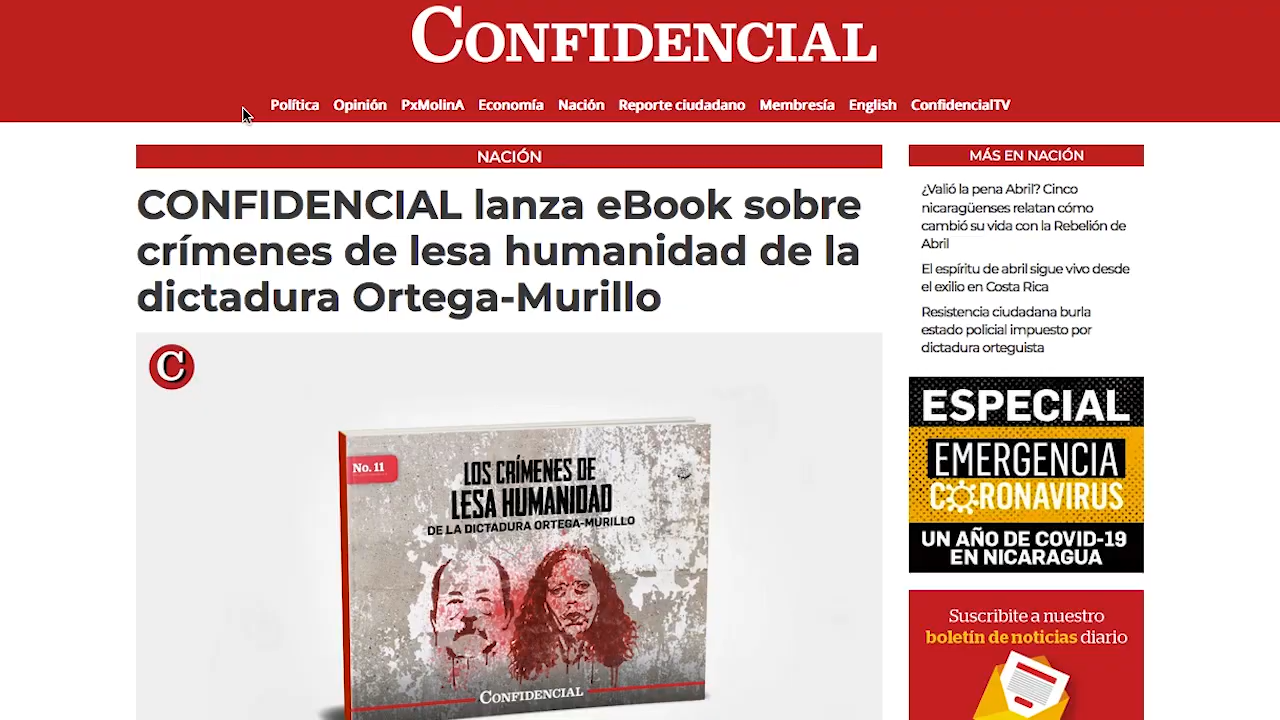 CONFIDENCIAL
Política Opinión PxMolinA Economía Nación Reporte ciudadano Membresía English ConfidencialTV
NACIÓN
CONFIDENCIAL lanza eBook sobre
crímenes de lesa humanidad de la
dictadura Ortega-Murillo
C
No. 11
LOS CRÍMENES DE
LESA HUMANIDAD
DE LA DICTADURA ORTEGA-MURILLO
CONFIDENCIAL
MÁS EN NACIÓN
¿Valió la pena Abril? Cinco
nicaragüenses relatan cómo
cambió su vida con la Rebelión de
Abril
El espíritu de abril sigue vivo desde
el exilio en Costa Rica
Resistencia ciudadana burla
estado policial impuesto por
dictadura orteguista
ESPECIAL
EMERGENCIA
CORONAVIRUS
UN AÑO DE COVID-19
EN NICARAGUA
Suscribite a nuestro
boletín de noticias diario